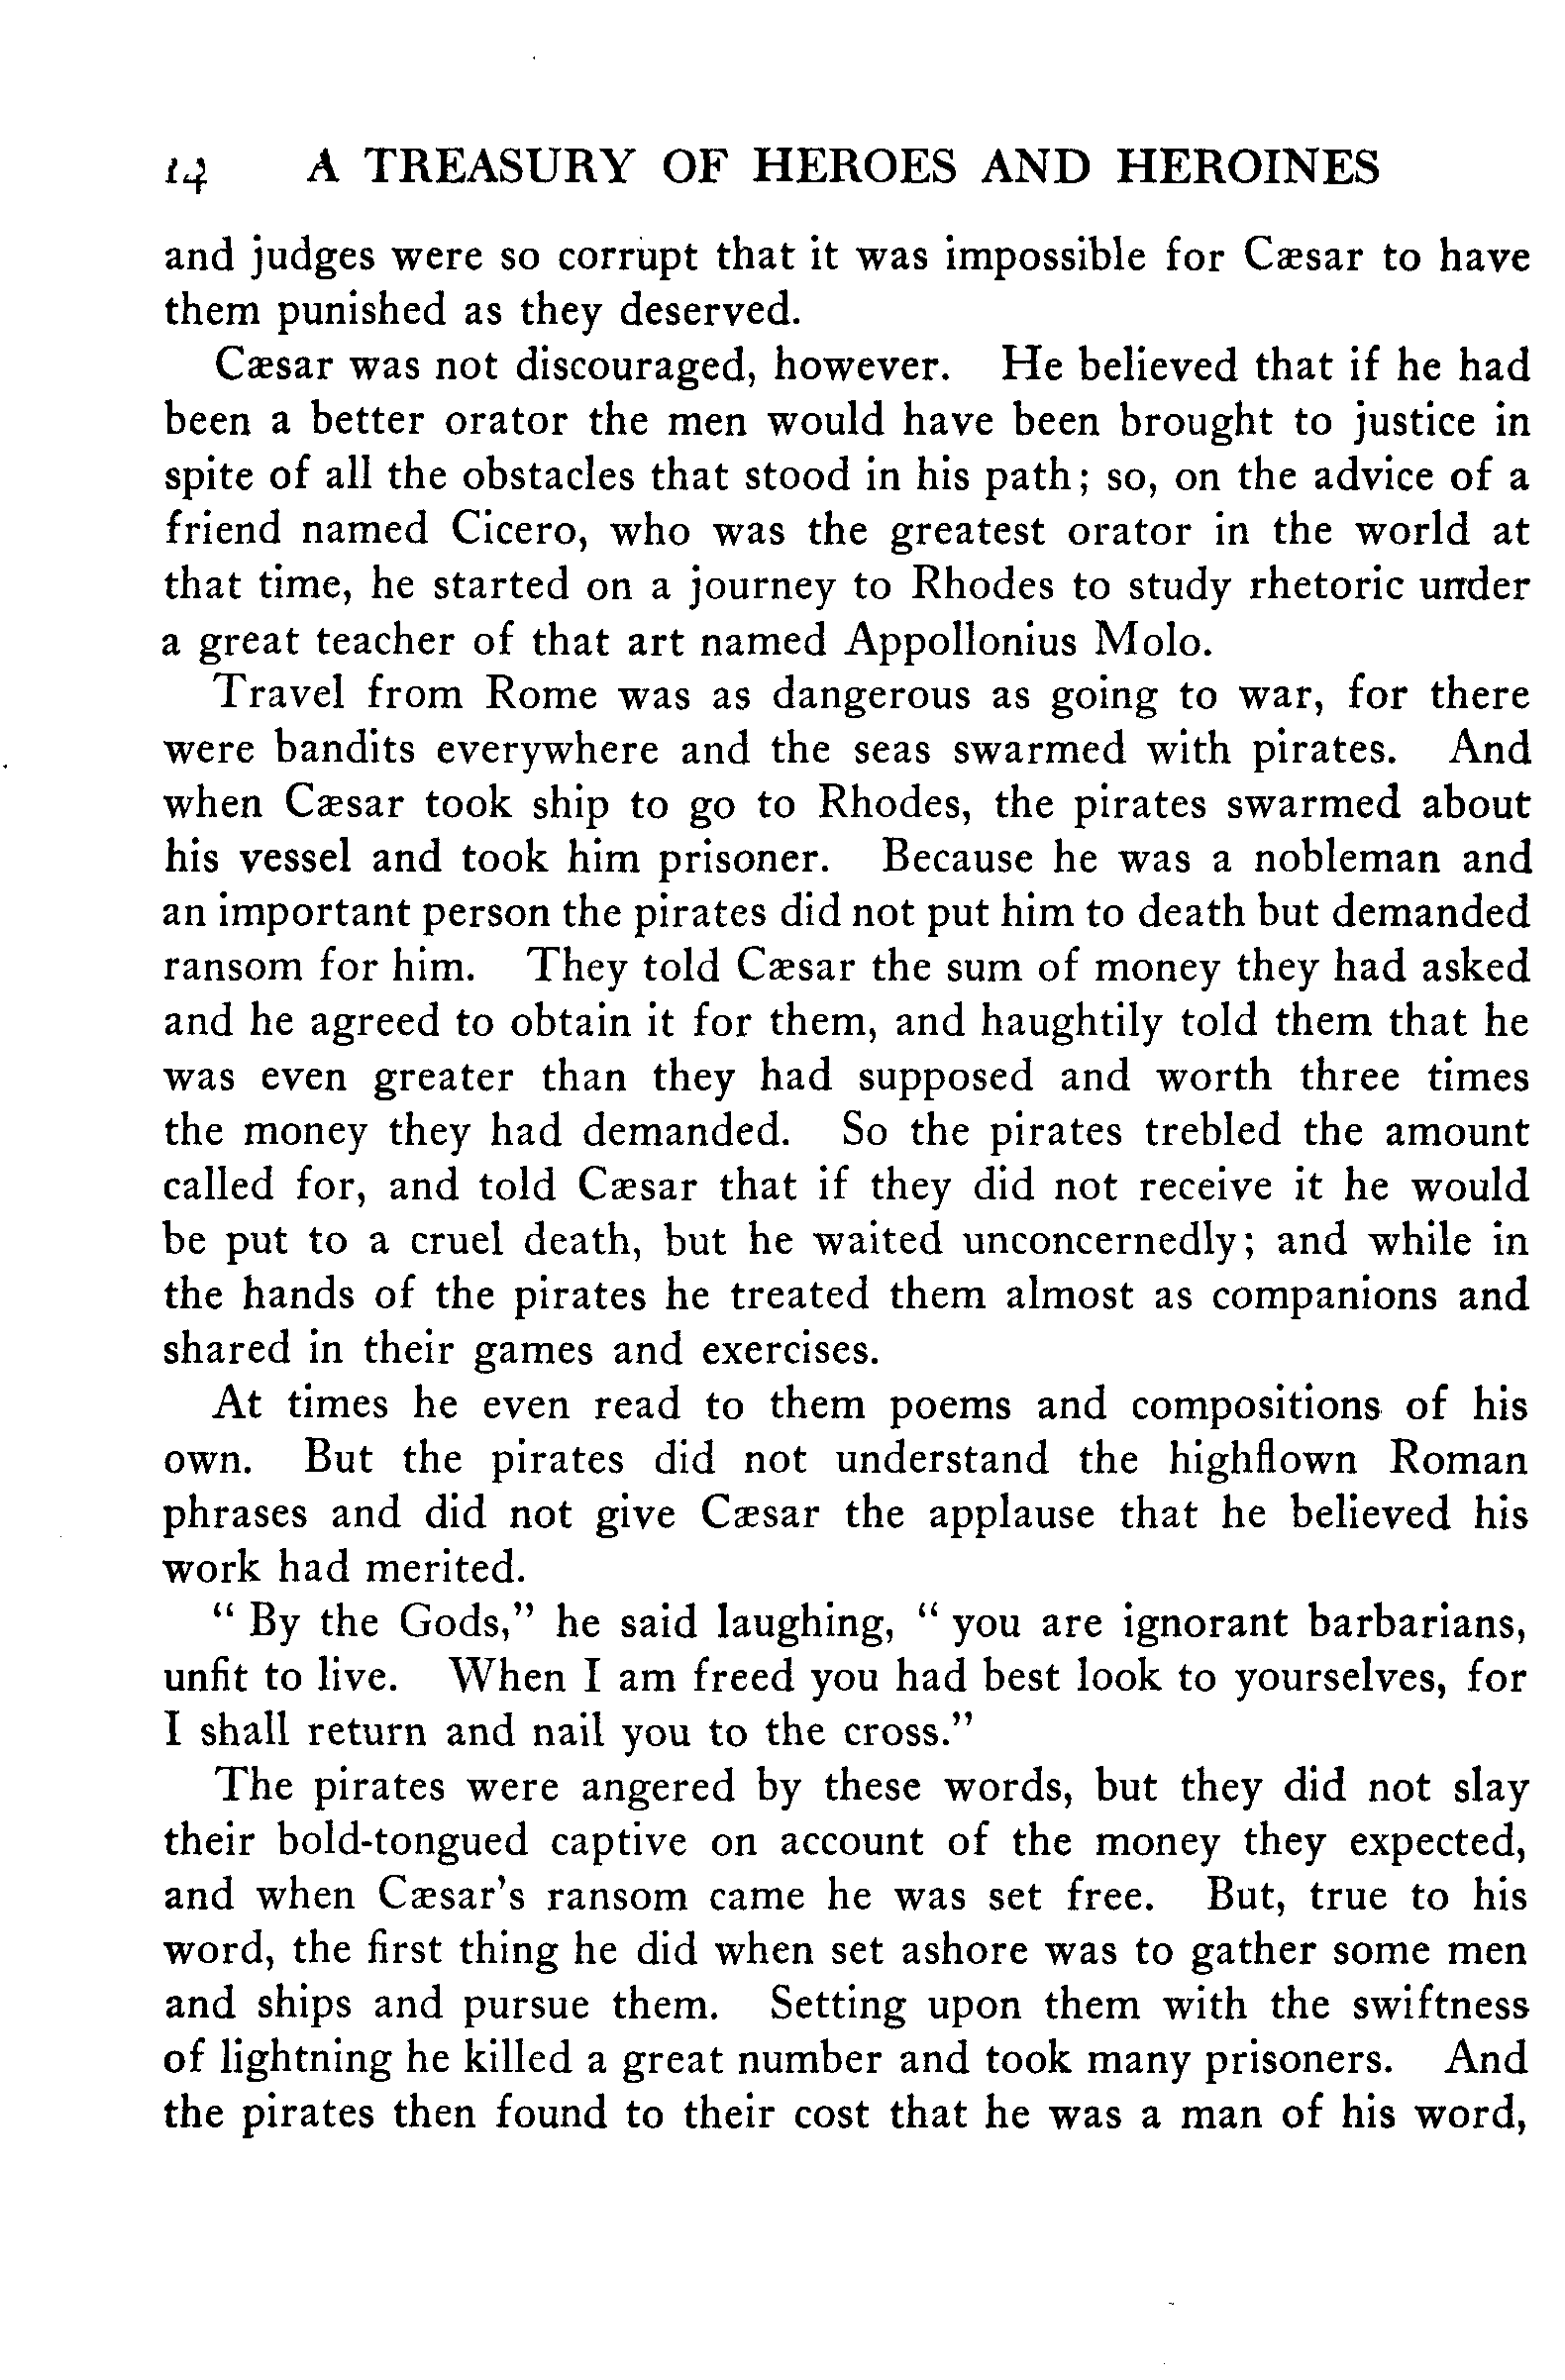 14 A TREASURY OF HEROES AND HEROINES
and judges were so corrupt that it was impossible for Cæsar to have
them punished as they deserved.
Cæsar was not discouraged, however. He believed that if he had
been a better orator the men would have been brought to justice in
spite of all the obstacles that stood in his path; so, on the advice of a
friend named Cicero, who was the greatest orator in the world at
that time, he started on a journey to Rhodes to study rhetoric under
a great teacher of that art named Appollonius Molo.
Travel from Rome was as dangerous as going to war, for there
were bandits everywhere and the seas swarmed with pirates. And
when Cæsar took ship to go to Rhodes, the pirates swarmed about
his vessel and took him prisoner. Because he was a nobleman and
an important person the pirates did not put him to death but demanded
ransom for him. They told Cæsar the sum of money they had asked
and he agreed to obtain it for them, and haughtily told them that he
was even greater than they had supposed and worth three times
the money they had demanded. So the pirates trebled the amount
called for, and told Cæsar that if they did not receive it he would
be put to a cruel death, but he waited unconcernedly; and while in
the hands of the pirates he treated them almost as companions and
shared in their games and exercises.
At times he even read to them poems and compositions of his
own. But the pirates did not understand the highflown Roman
phrases and did not give Cæsar the applause that he believed his
work had merited.
“ By the Gods,” he said laughing, “ you are ignorant barbarians,
unfit to live. When I am freed you had best look to yourselves, for
I shall return and nail you to the cross.”
The pirates were angered by these words, but they did not slay
their bold-tongued captive on account of the money they expected,
and when Cæsar’s ransom came he was set free. But, true to his
word, the first thing he did when set ashore was to gather some men
and ships and pursue them. Setting upon them with the swiftness
of lightning he killed a great number and took many prisoners. And
the pirates then found to their cost that he was a man of his word,